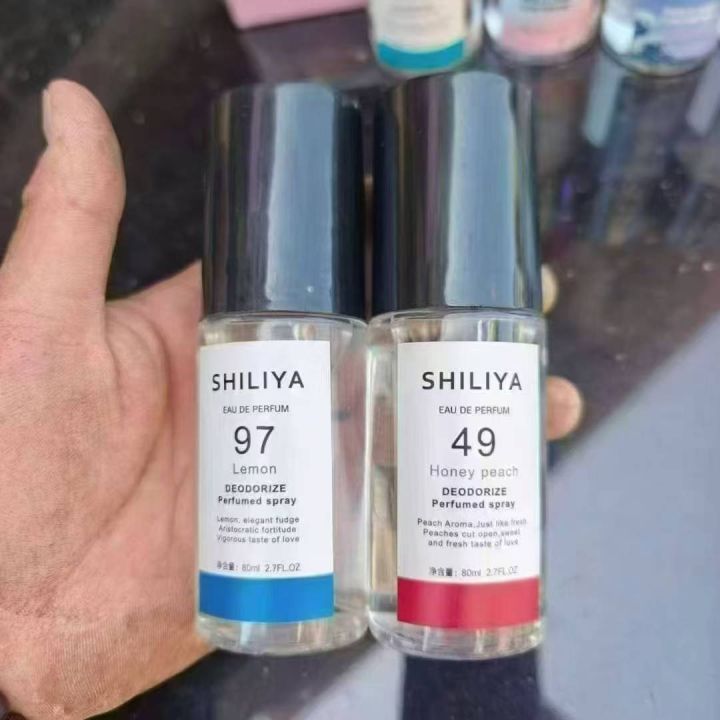 SHILIYA
EAU DE PERFUM
97
Lemon
DEODORIZE
Perfumed spray
Lemon, elegant fudge
Aristocratic fortitude
Vigorous taste of love
净含量: 80ml 2.7FL.OZ
SHILIYA
EAU DE PERFUM
49
Honey peach
DEODORIZE
Perfumed spray
Peach Aroma,Just like fresh
Peaches cut open,sweet
and fresh taste of love
净含量: 80ml 2.7FL.OZ